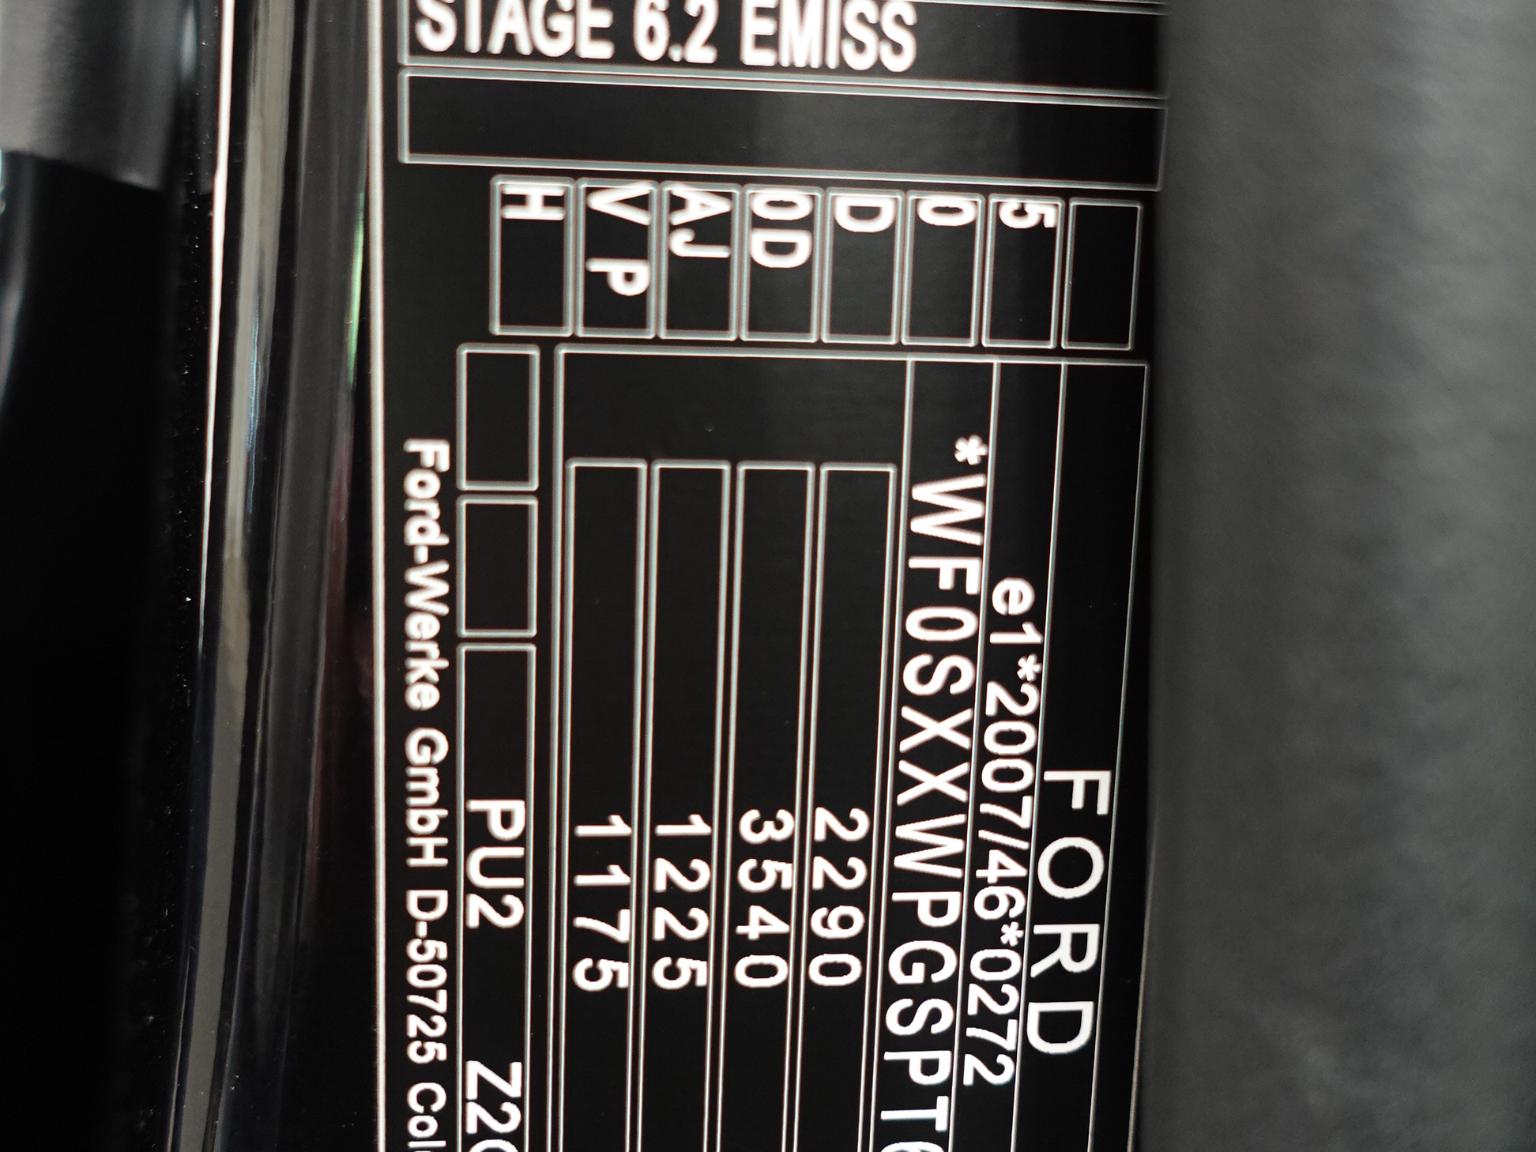 STAGE 6.2 EMISS
5
0
D
0D
AJ
V P
H
FORD
e1*2007/46*0272
*WF0SXXWPGSPT
2290
3540
1225
1175
PU2
Ford-Werke GmbH D-50725